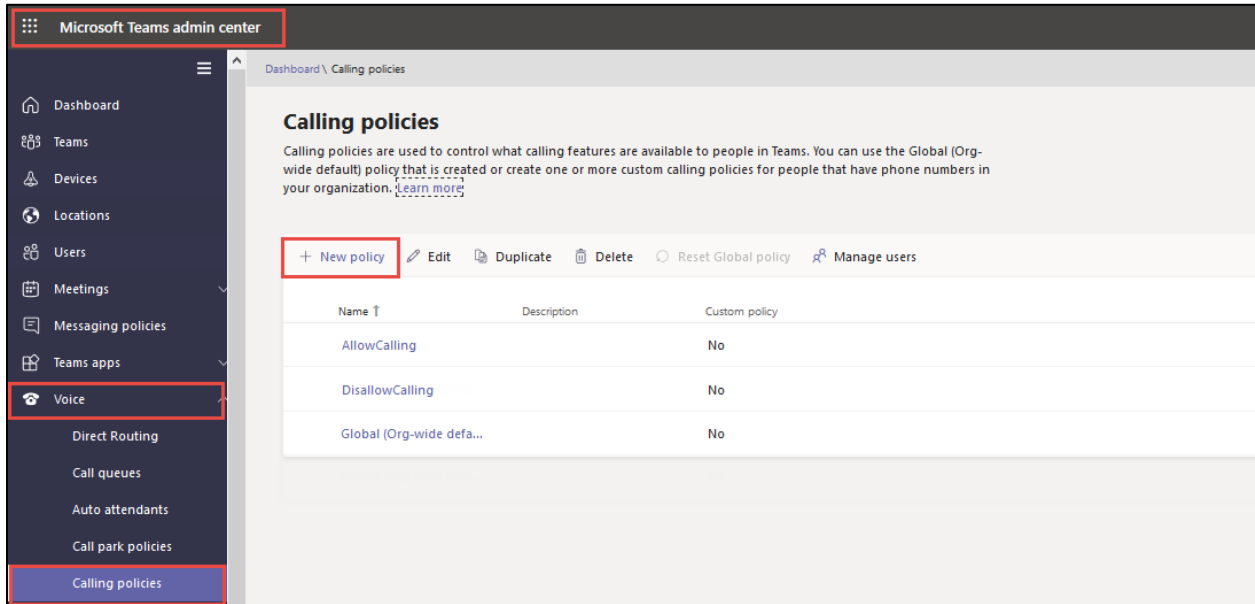 Microsoft Teams admin center
Dashboard \ Calling policies
Dashboard
Teams
Devices
Locations
Users
Meetings
Messaging policies
Teams apps
Voice
Direct Routing
Call queues
Auto attendants
Call park policies
Calling policies
Calling policies
Calling policies are used to control what calling features are available to people in Teams. You can use the Global (Org-
wide default) policy that is created or create one or more custom calling policies for people that have phone numbers in
your organization. Learn more
+ New policy Edit Duplicate Delete Reset Global policy Manage users
Name ↑ Description Custom policy
AllowCalling No
DisallowCalling No
Global (Org-wide defa... No